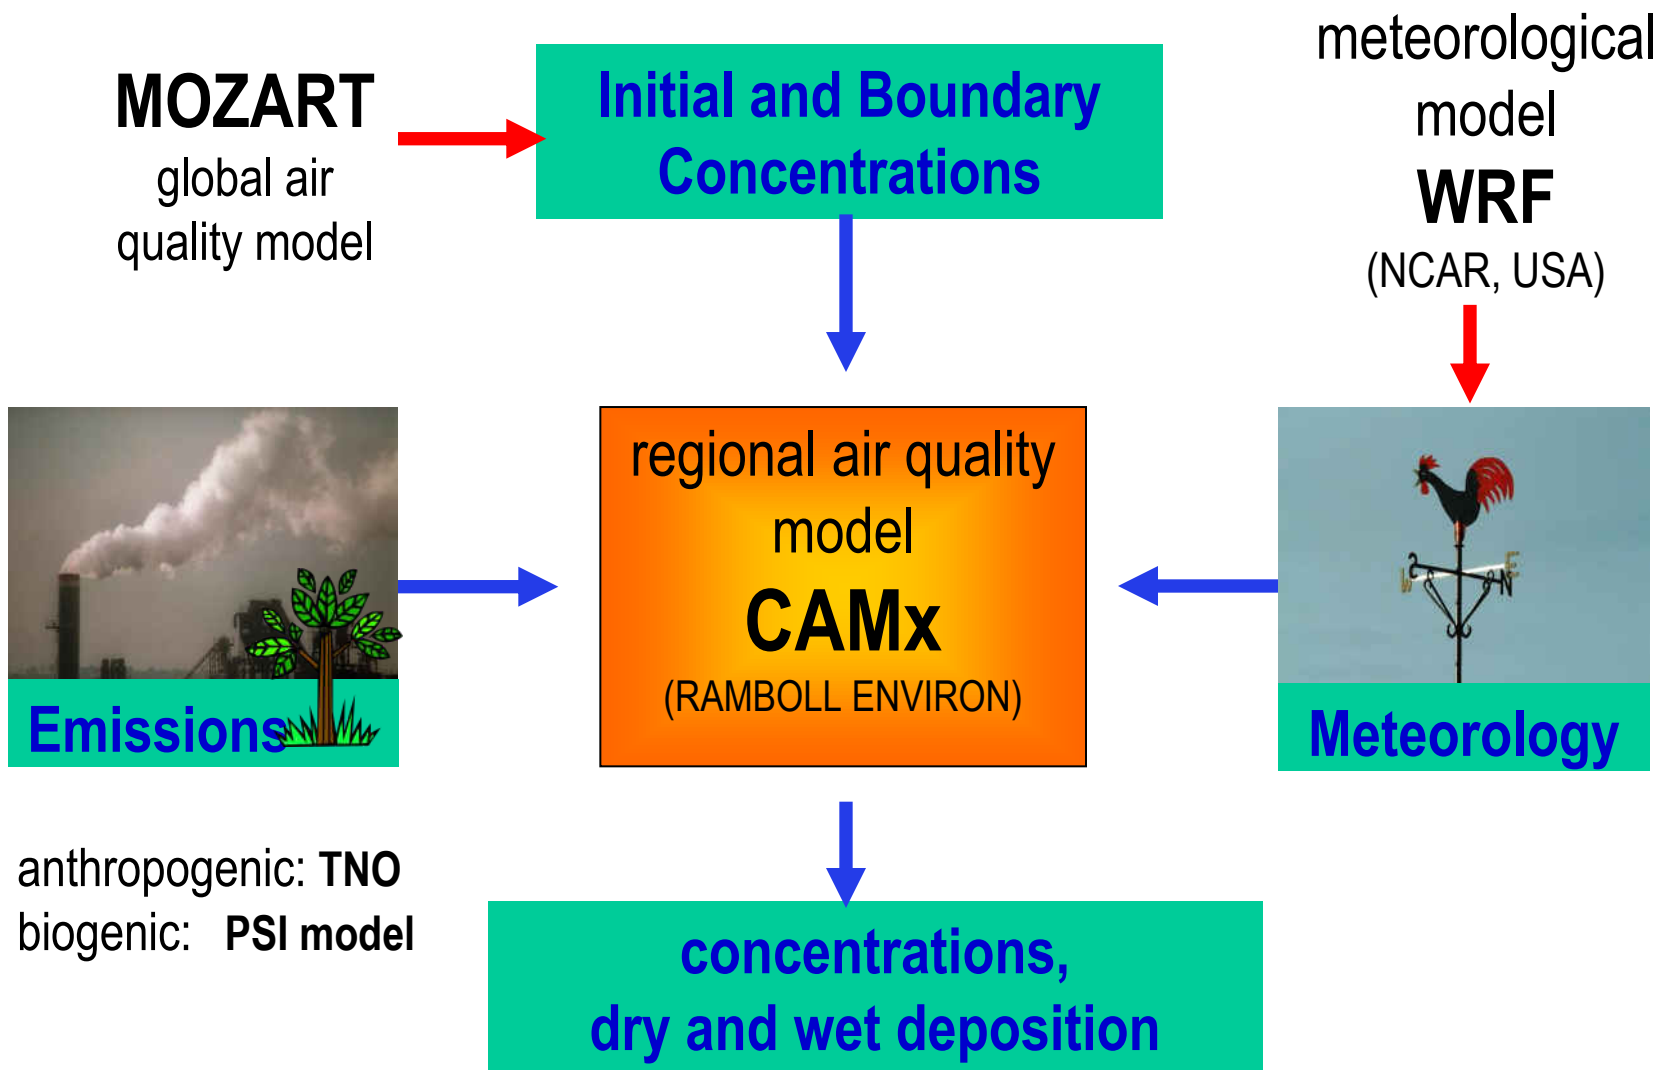 MOZART
global air
quality model
Initial and Boundary
Concentrations
meteorological
model
WRF
(NCAR, USA)
regional air quality
model
CAMx
(RAMBOLL ENVIRON)
S
E
W
N
Emissions
Meteorology
anthropogenic: TNO
biogenic: PSI model
concentrations,
dry and wet deposition